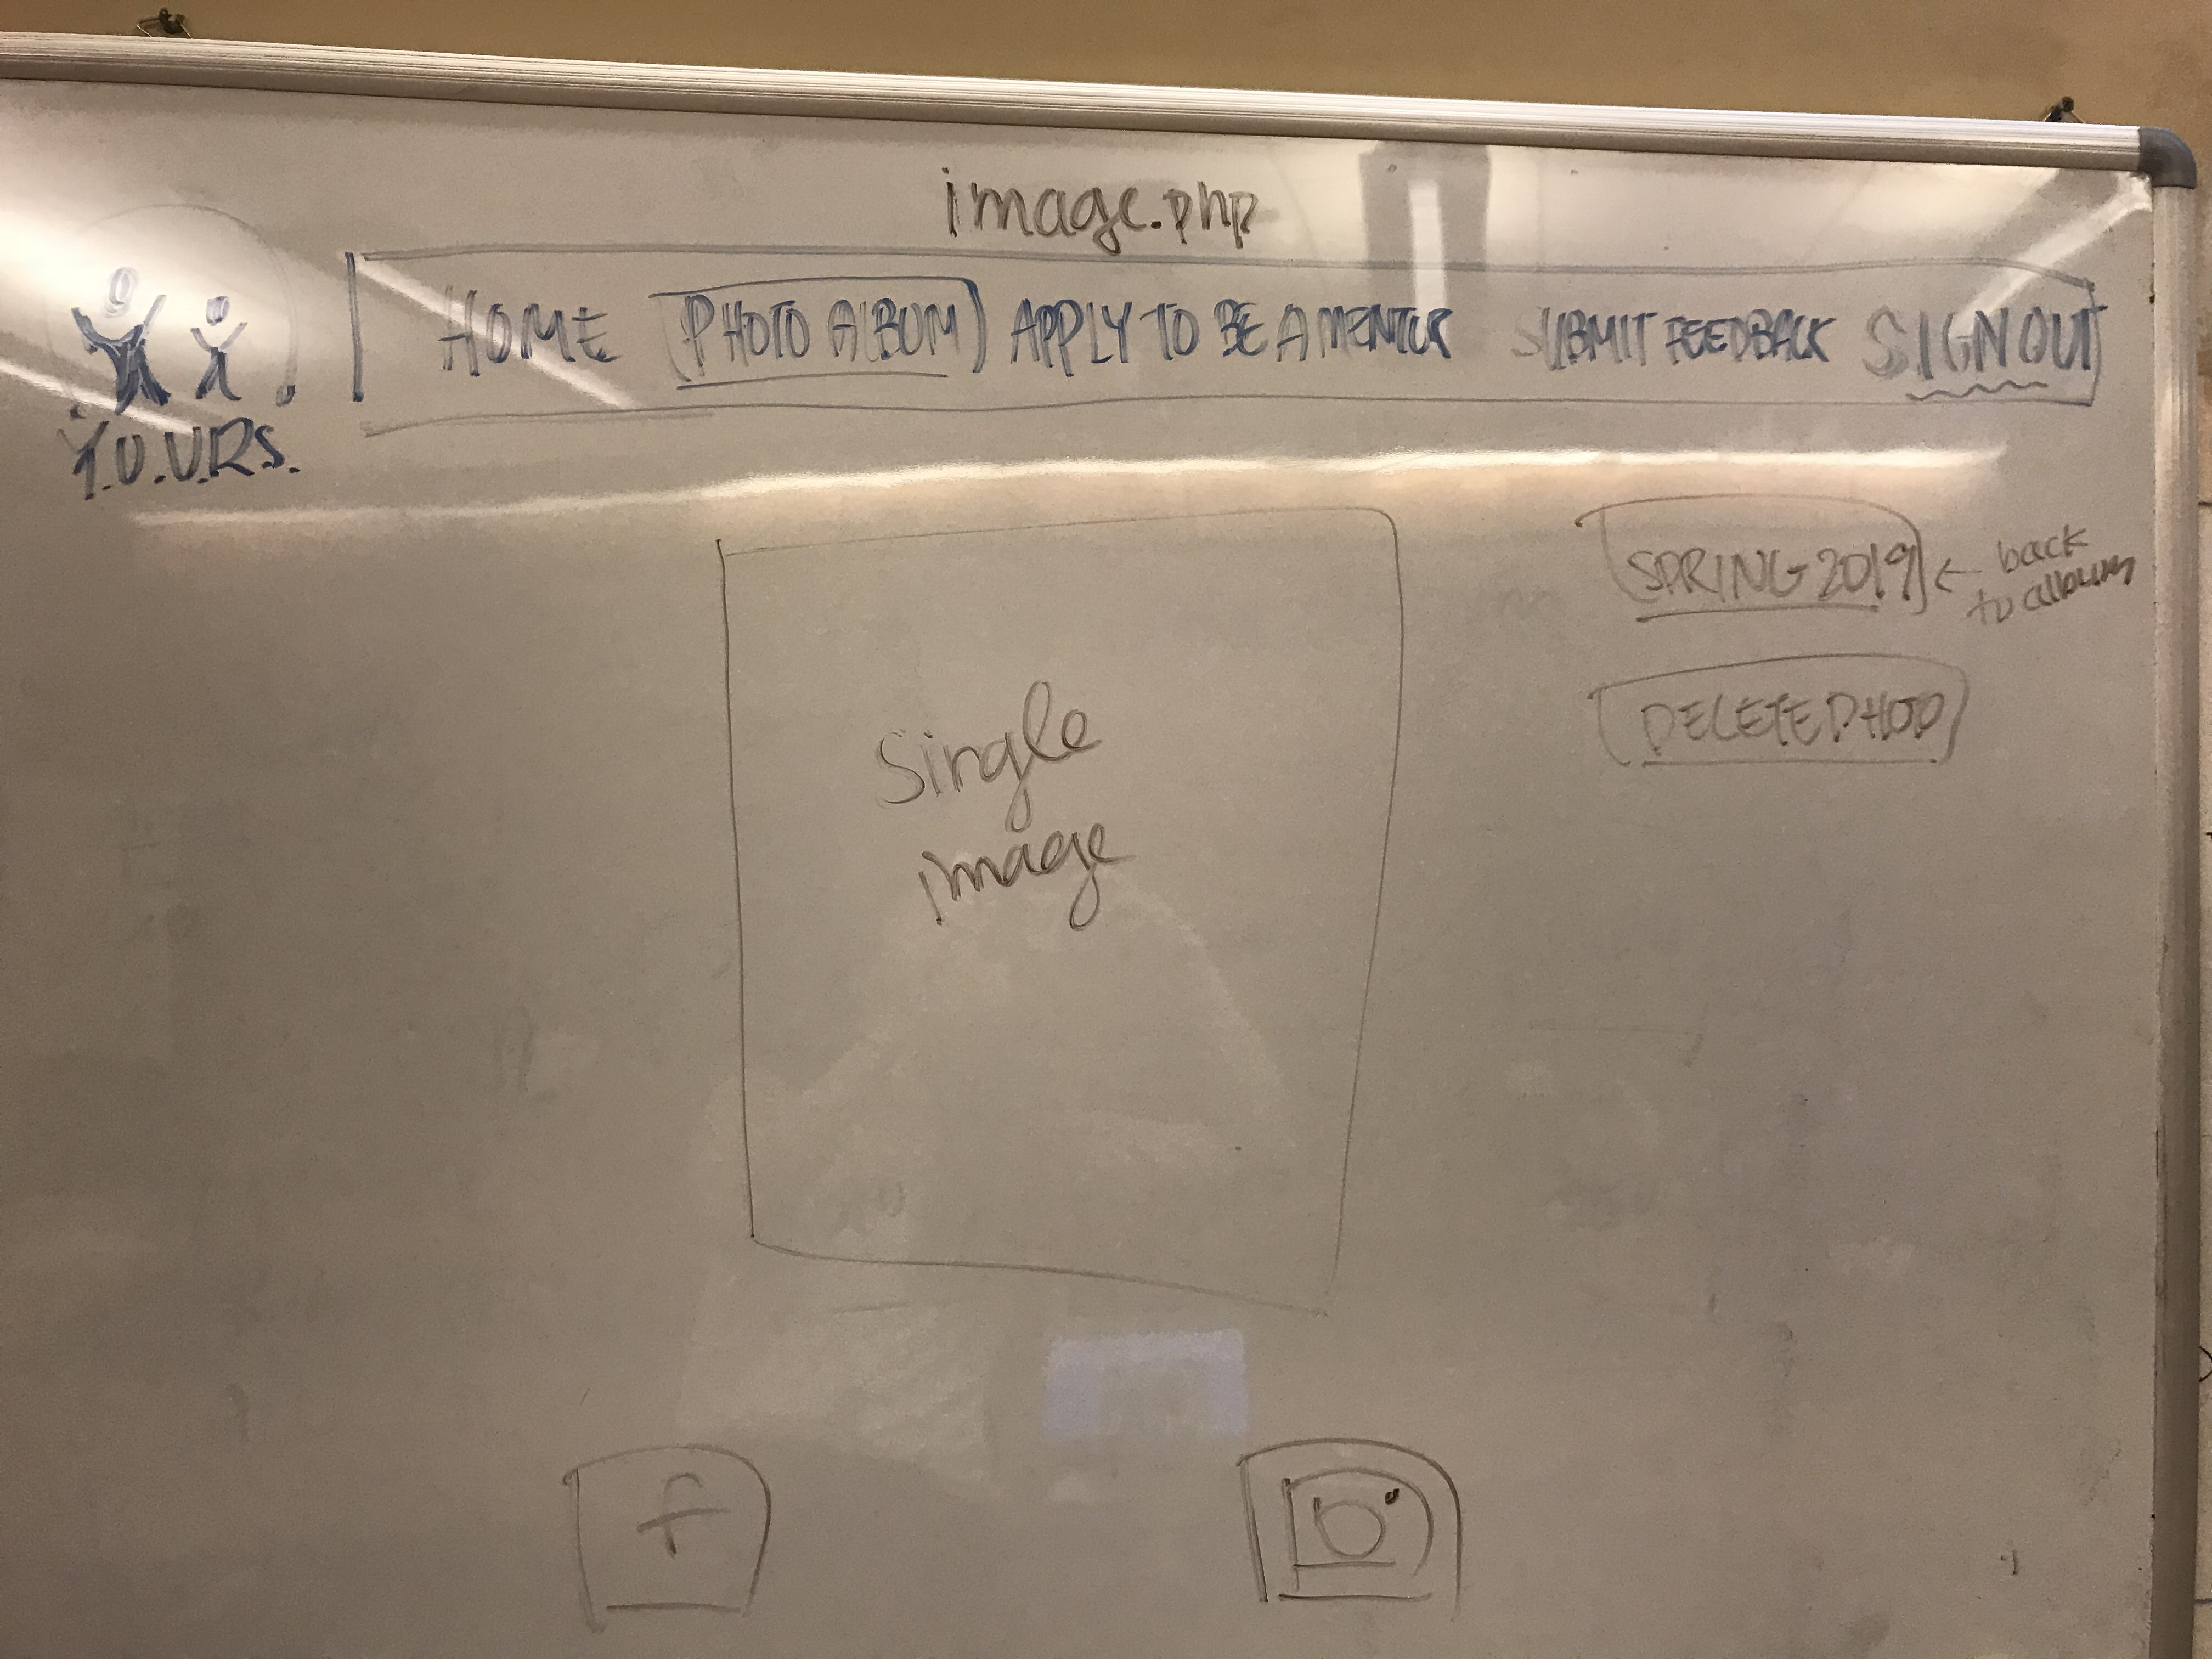 image.php
HOME PHOTO ALBUM APPLY TO BE A MENTOR SUBMIT FEEDBACK SIGN OUT
Y.O.U.R.S.
SPRING 2019 ← back
to album
DELETE PHOTO
Single
image
f